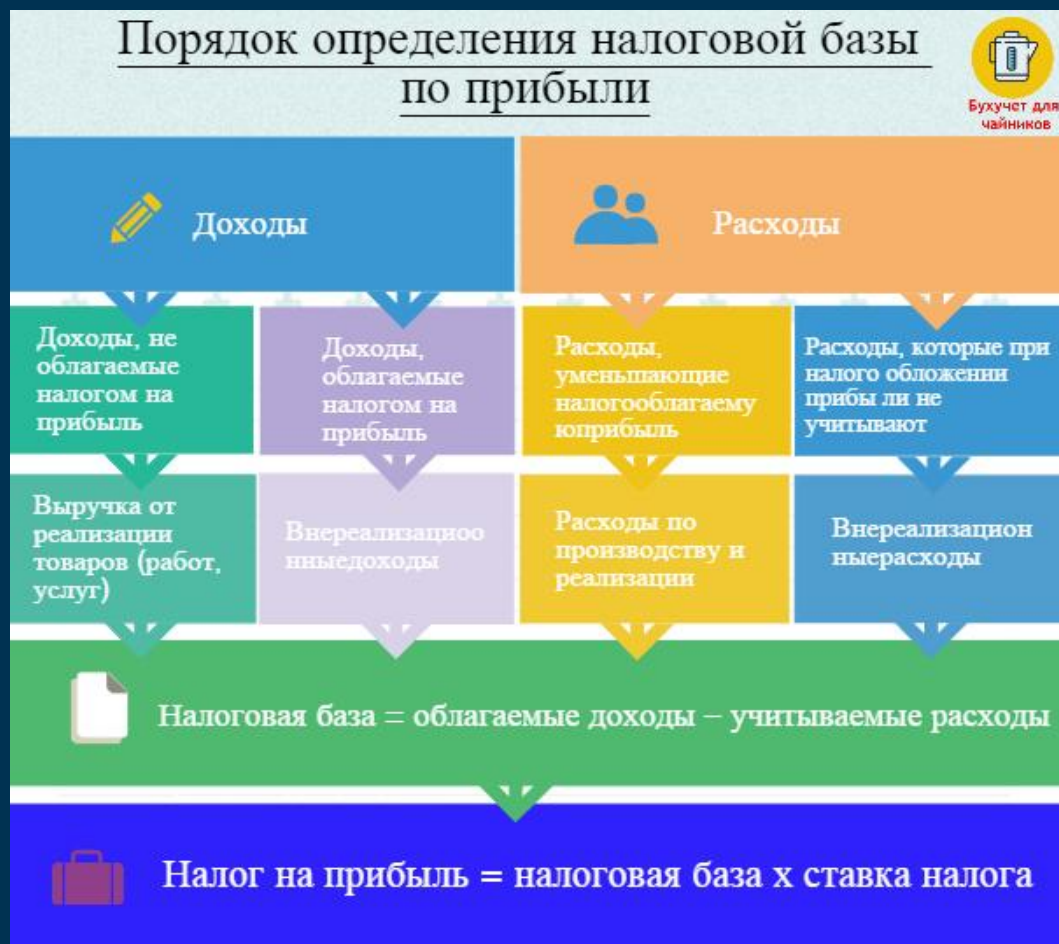 Порядок определения налоговой базы
по прибыли
Бухучет для
чайников
Доходы
Расходы
Доходы, не
облагаемые
налогом на
прибыль
Доходы,
облагаемые
налогом на
прибыль
Расходы,
уменьшающие
налогооблагаему
юприбыль
Расходы, которые при
налого обложении
прибы ли не
учитывают
Выручка от
реализации
товаров (работ,
услуг)
Внереализациоо
нныедоходы
Расходы по
производству и
реализации
Внереализацион
ныерасходы
Налоговая база = облагаемые доходы – учитываемые расходы
Налог на прибыль = налоговая база х ставка налога